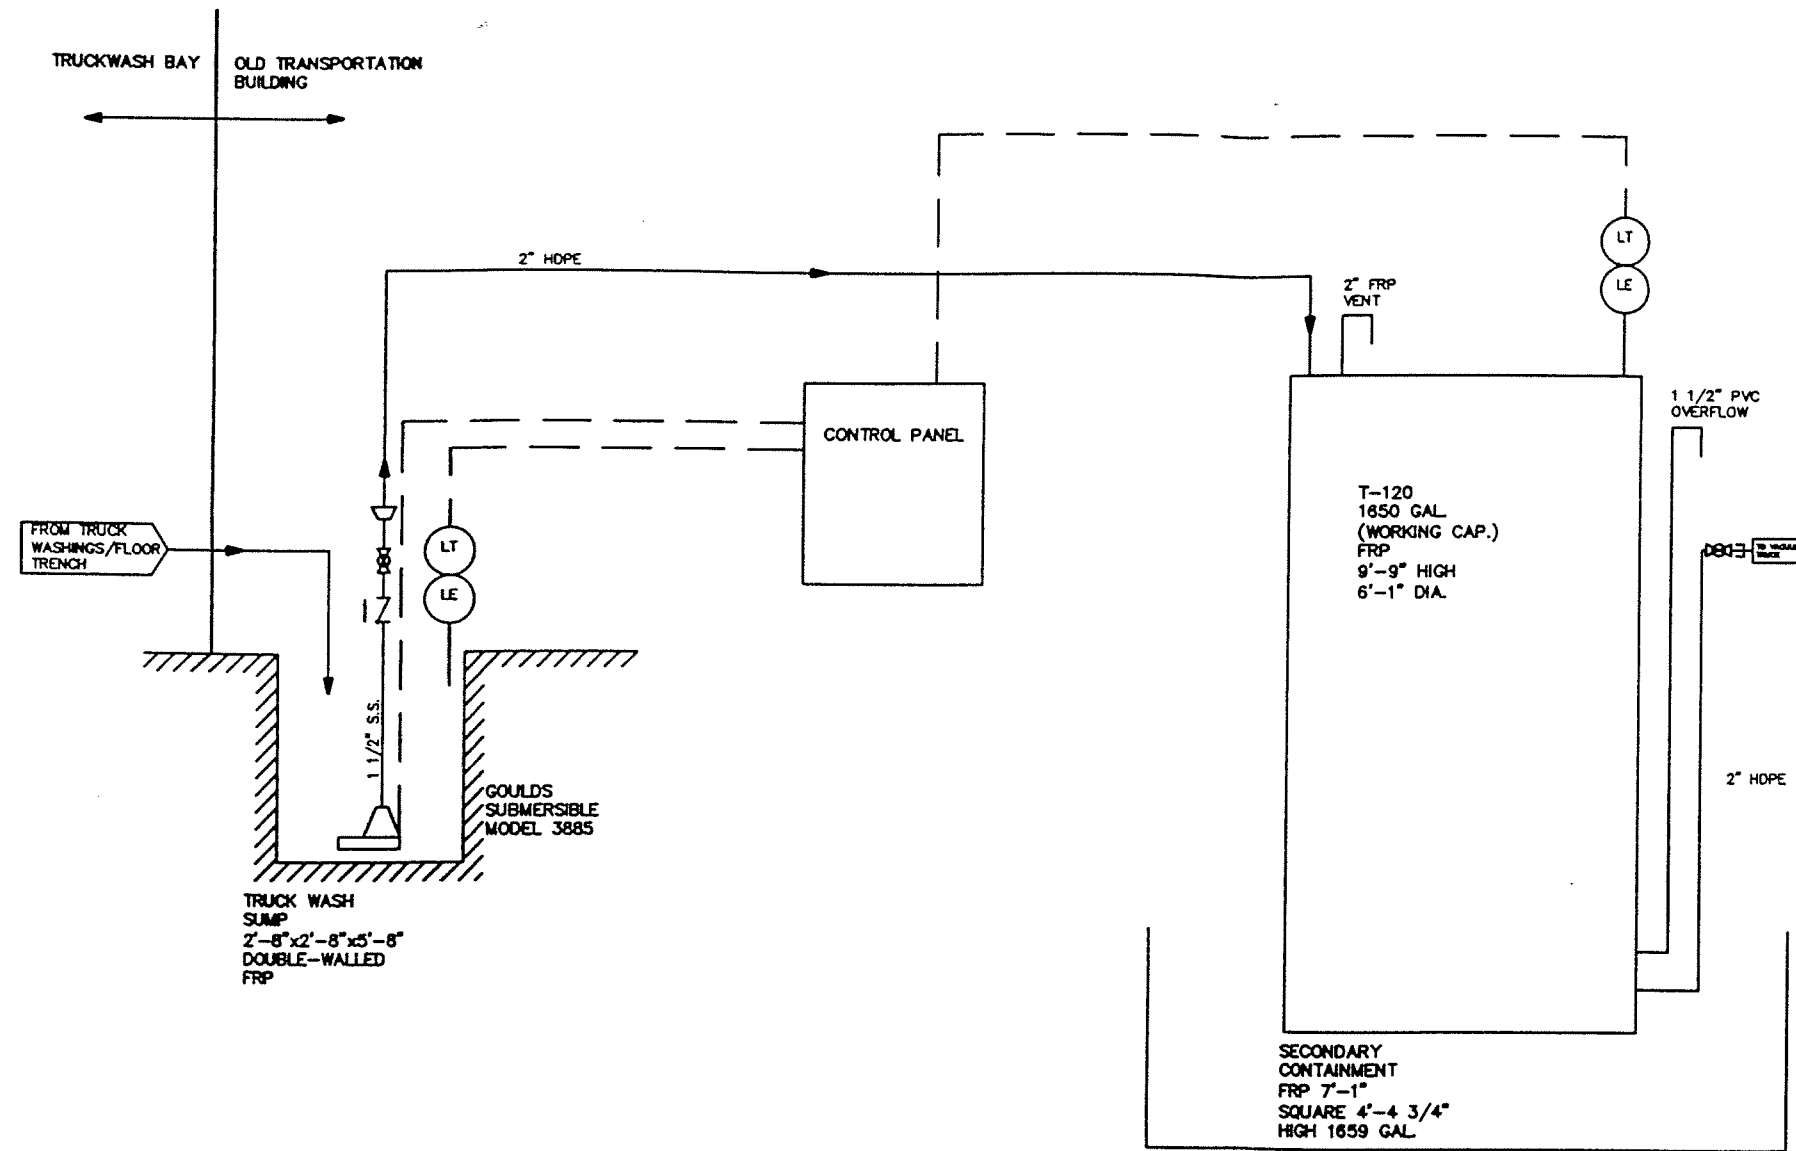 TRUCKWASH BAY
OLD TRANSPORTATION
BUILDING
2" HDPE
LT
LE
2" FRP
VENT
1 1/2" PVC
OVERFLOW
CONTROL PANEL
T-120
1650 GAL.
(WORKING CAP.)
FRP
9'-9" HIGH
6'-1" DIA.
FROM TRUCK
WASHINGS/FLOOR
TRENCH
LT
LE
TO VACUUM
TRUCK
1 1/2" S.S.
2" HDPE
GOULDS
SUBMERSIBLE
MODEL 3885
TRUCK WASH
SUMP
2'-8"x2'-8"x5'-8"
DOUBLE-WALLED
FRP
SECONDARY
CONTAINMENT
FRP 7'-1"
SQUARE 4'-4 3/4"
HIGH 1659 GAL.